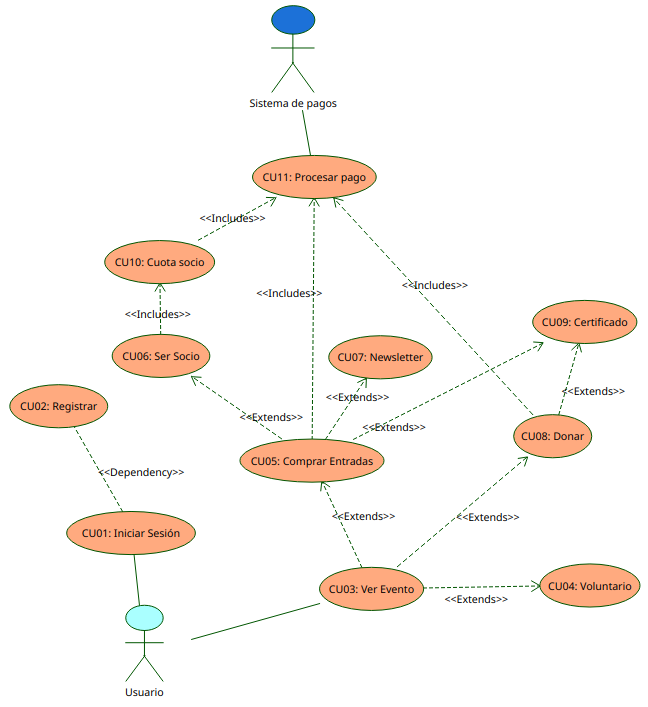 Sistema de pagos
CU11: Procesar pago
<<Includes>>
CU10: Cuota socio
<<Includes>>
<<Includes>>
<<Includes>>
CU09: Certificado
CU06: Ser Socio
CU07: Newsletter
<<Extends>>
<<Extends>>
CU02: Registrar
<<Extends>>
<<Extends>>
CU08: Donar
CU05: Comprar Entradas
<<Dependency>>
<<Extends>>
<<Extends>>
CU01: Iniciar Sesión
CU03: Ver Evento
CU04: Voluntario
<<Extends>>
Usuario